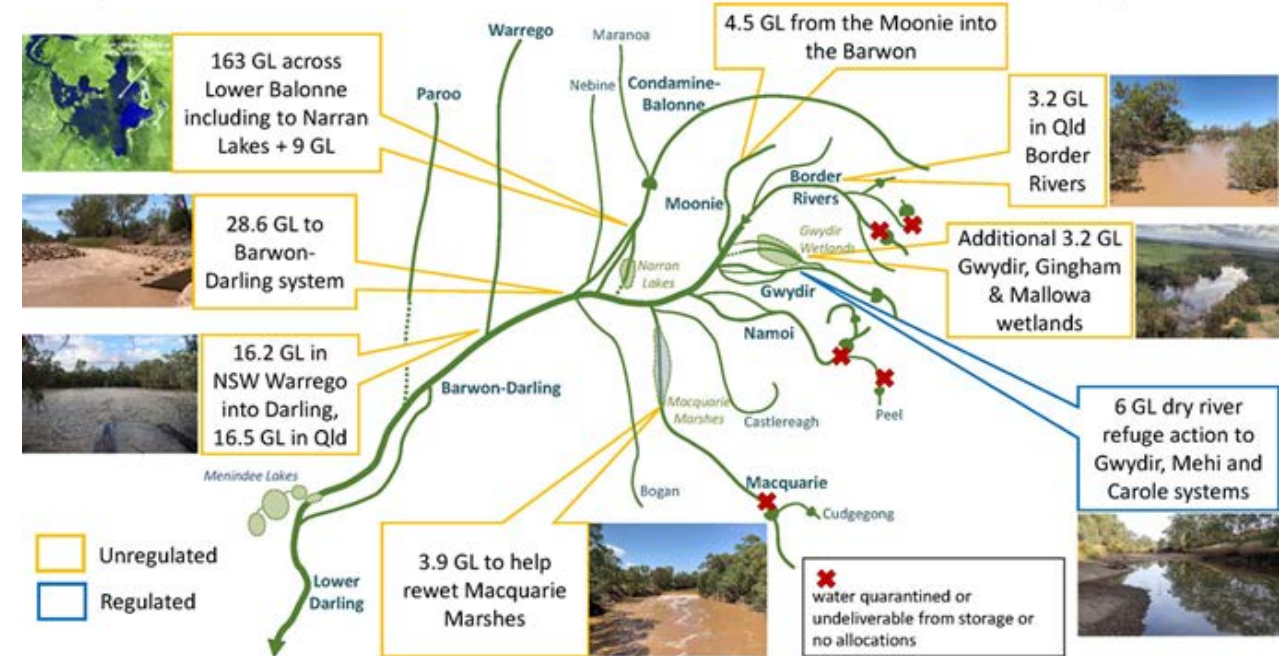 Warrego
Maranoa
4.5 GL from the Moonie into
the Barwon
163 GL across
Lower Balonne
including to Narran
Lakes + 9 GL
Paroo
Nebine
Condamine-
Balonne
3.2 GL
in Qld
Border
Rivers
Moonie
Border
Rivers
28.6 GL to
Barwon-
Darling system
Narran
Lakes
Gwydir
Wetlands
Additional 3.2 GL
Gwydir, Gingham
& Mallowa
wetlands
Gwydir
Namoi
16.2 GL in
NSW Warrego
into Darling,
16.5 GL in Qld
Barwon-Darling
Macquarie
Marshes
Castlereagh
Peel
6 GL dry river
refuge action to
Gwydir, Mehi and
Carole systems
Menindee Lakes
Bogan
Macquarie
Cudgegong
Unregulated
Regulated
Lower
Darling
3.9 GL to help
rewet Macquarie
Marshes
water quarantined or
undeliverable from storage or
no allocations